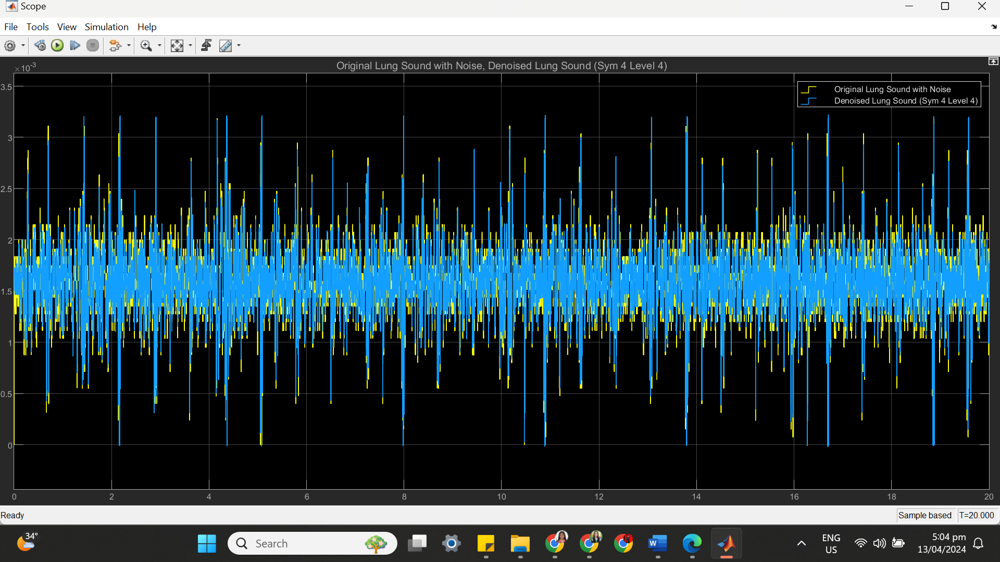 Scope
File Tools View Simulation Help
×10-3
Original Lung Sound with Noise, Denoised Lung Sound (Sym 4 Level 4)
Original Lung Sound with Noise
Denoised Lung Sound (Sym 4 Level 4)
3.5
3
2.5
2
1.5
1
0.5
0
0 2 4 6 8 10 12 14 16 18 20
Ready
Sample based T=20.000
34°
Search
W
ENG
US
5:04 pm
13/04/2024